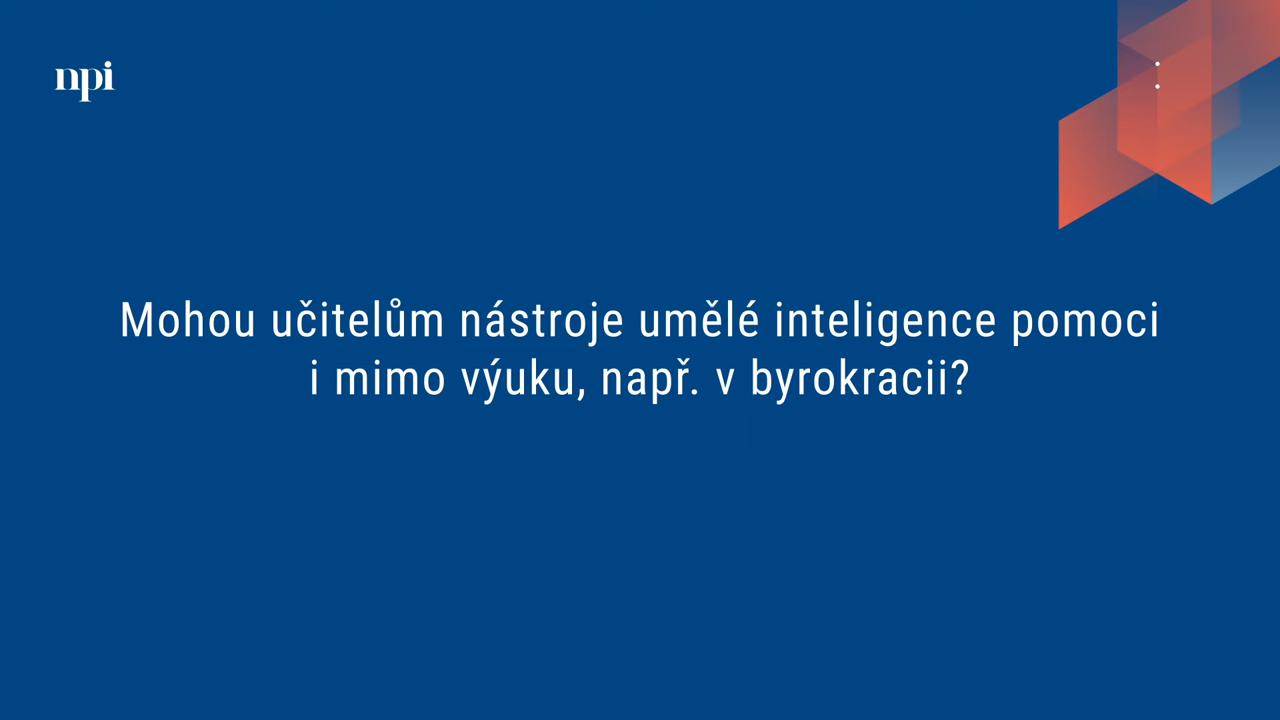 npi
Mohou učitelům nástroje umělé inteligence pomoci
i mimo výuku, např. v byrokracii?